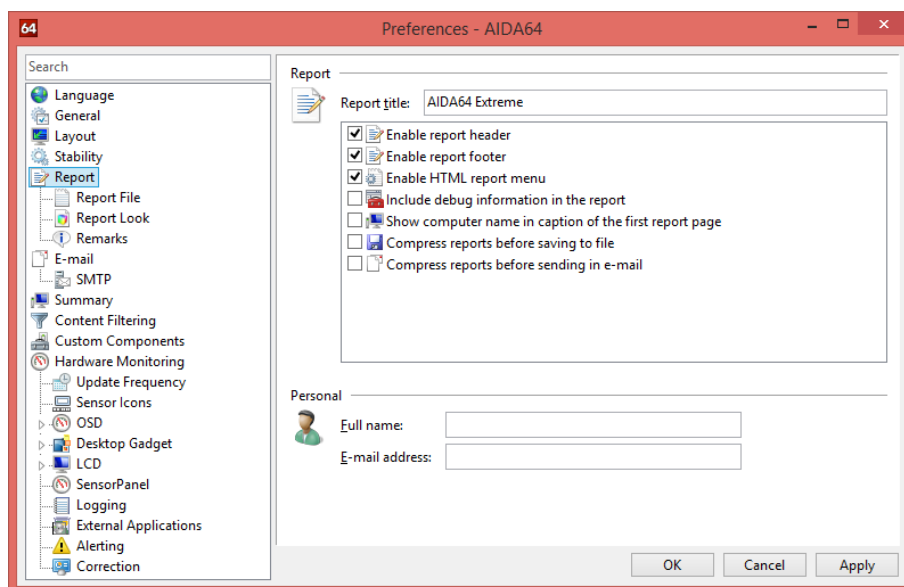 64
Preferences - AIDA64
Search
Language
General
Layout
Stability
Report
Report File
Report Look
Remarks
E-mail
SMTP
Summary
Content Filtering
Custom Components
Hardware Monitoring
Update Frequency
Sensor Icons
OSD
Desktop Gadget
LCD
SensorPanel
Logging
External Applications
Alerting
Correction
Report
Report title: AIDA64 Extreme
Enable report header
Enable report footer
Enable HTML report menu
Include debug information in the report
Show computer name in caption of the first report page
Compress reports before saving to file
Compress reports before sending in e-mail
Personal
Full name:
E-mail address:
OK Cancel Apply